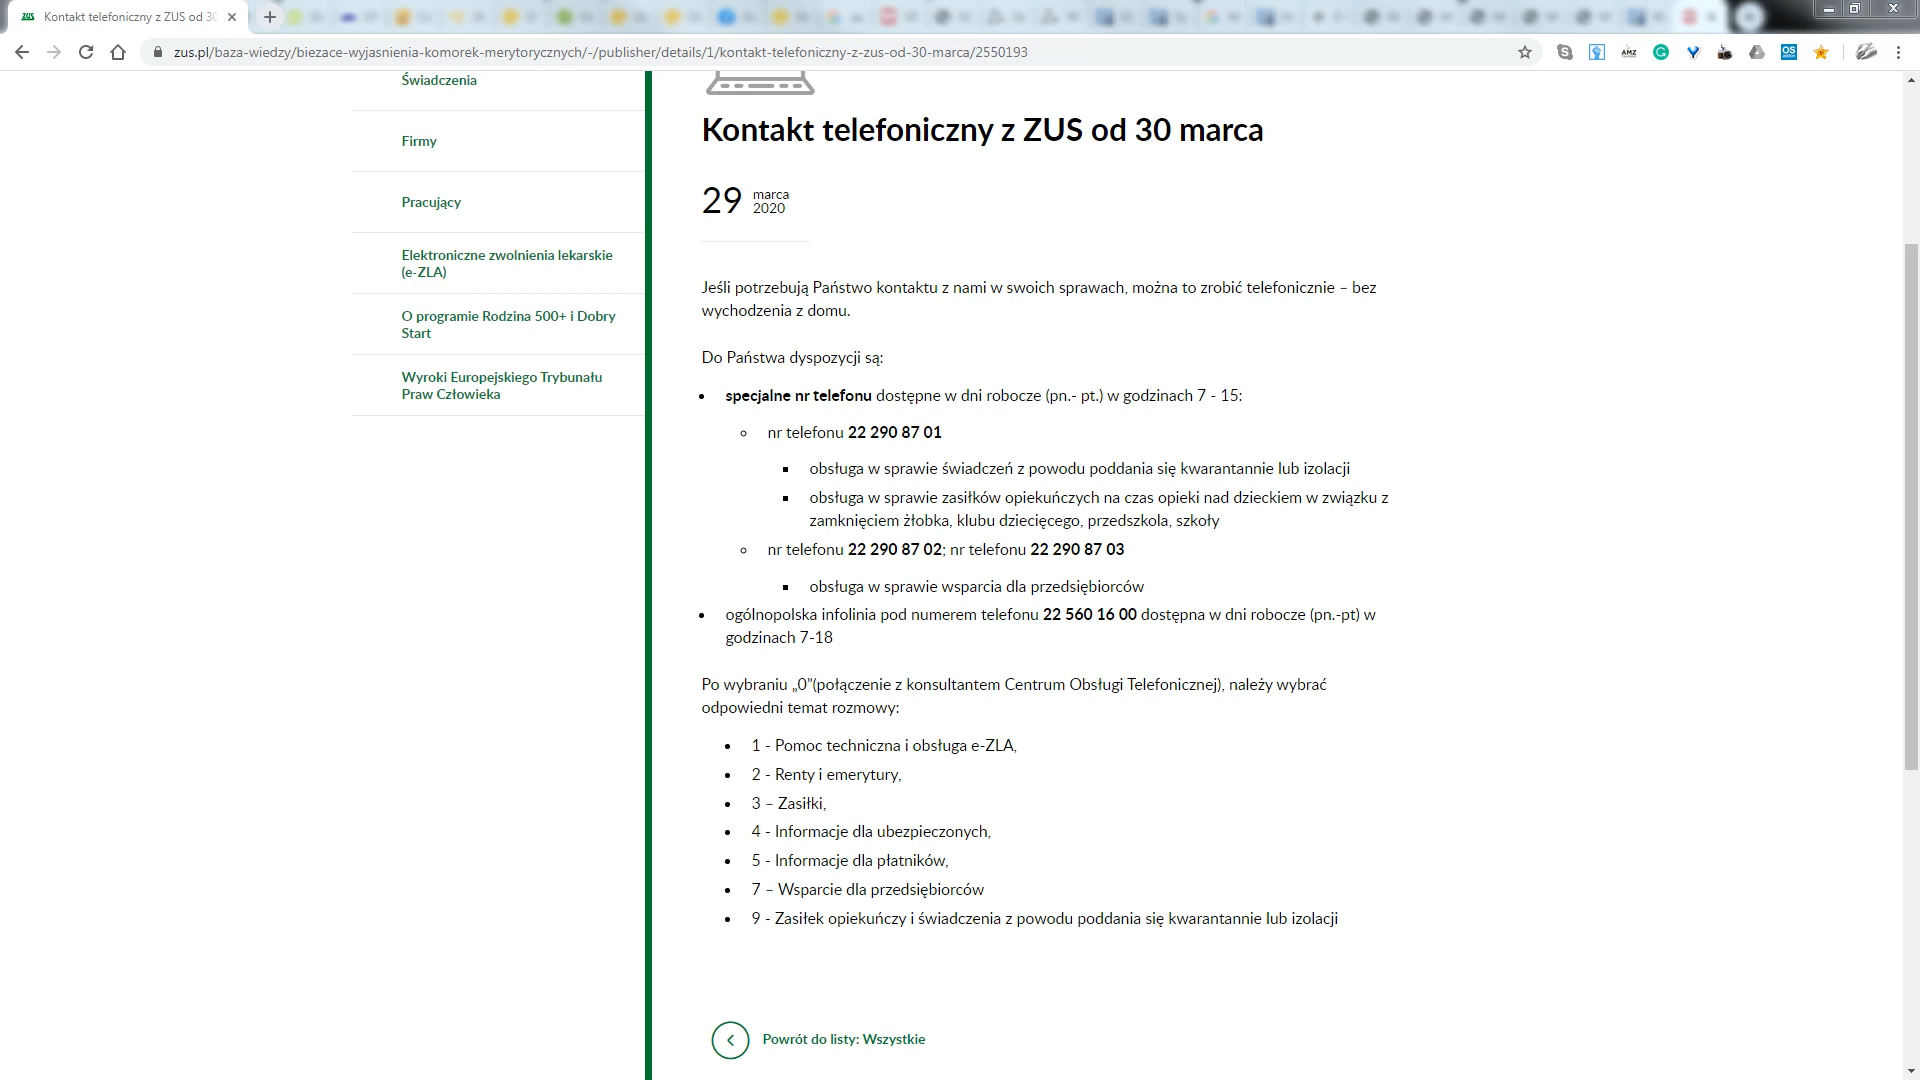 Kontakt telefoniczny z ZUS od 30
zus.pl/baza-wiedzy/biezace-wyjasnienia-komorek-merytorycznych/-/publisher/details/1/kontakt-telefoniczny-z-zus-od-30-marca/2550193
Świadczenia
Firmy
Pracujący
Elektroniczne zwolnienia lekarskie
(e-ZLA)
O programie Rodzina 500+ i Dobry
Start
Wyroki Europejskiego Trybunału
Praw Człowieka
Kontakt telefoniczny z ZUS od 30 marca
29 marca
2020
Jeśli potrzebują Państwo kontaktu z nami w swoich sprawach, można to zrobić telefonicznie – bez
wychodzenia z domu.
Do Państwa dyspozycji są:
specjalne nr telefonu dostępne w dni robocze (pn.- pt.) w godzinach 7 - 15:
nr telefonu 22 290 87 01
obsługa w sprawie świadczeń z powodu poddania się kwarantannie lub izolacji
obsługa w sprawie zasiłków opiekuńczych na czas opieki nad dzieckiem w związku z
zamknięciem żłobka, klubu dziecięcego, przedszkola, szkoły
nr telefonu 22 290 87 02; nr telefonu 22 290 87 03
obsługa w sprawie wsparcia dla przedsiębiorców
ogólnopolska infolinia pod numerem telefonu 22 560 16 00 dostępna w dni robocze (pn.-pt) w
godzinach 7-18
Po wybraniu „0”(połączenie z konsultantem Centrum Obsługi Telefonicznej), należy wybrać
odpowiedni temat rozmowy:
1 - Pomoc techniczna i obsługa e-ZLA,
2 - Renty i emerytury,
3 – Zasiłki,
4 - Informacje dla ubezpieczonych,
5 - Informacje dla płatników,
7 – Wsparcie dla przedsiębiorców
9 - Zasiłek opiekuńczy i świadczenia z powodu poddania się kwarantannie lub izolacji
Powrót do listy: Wszystkie